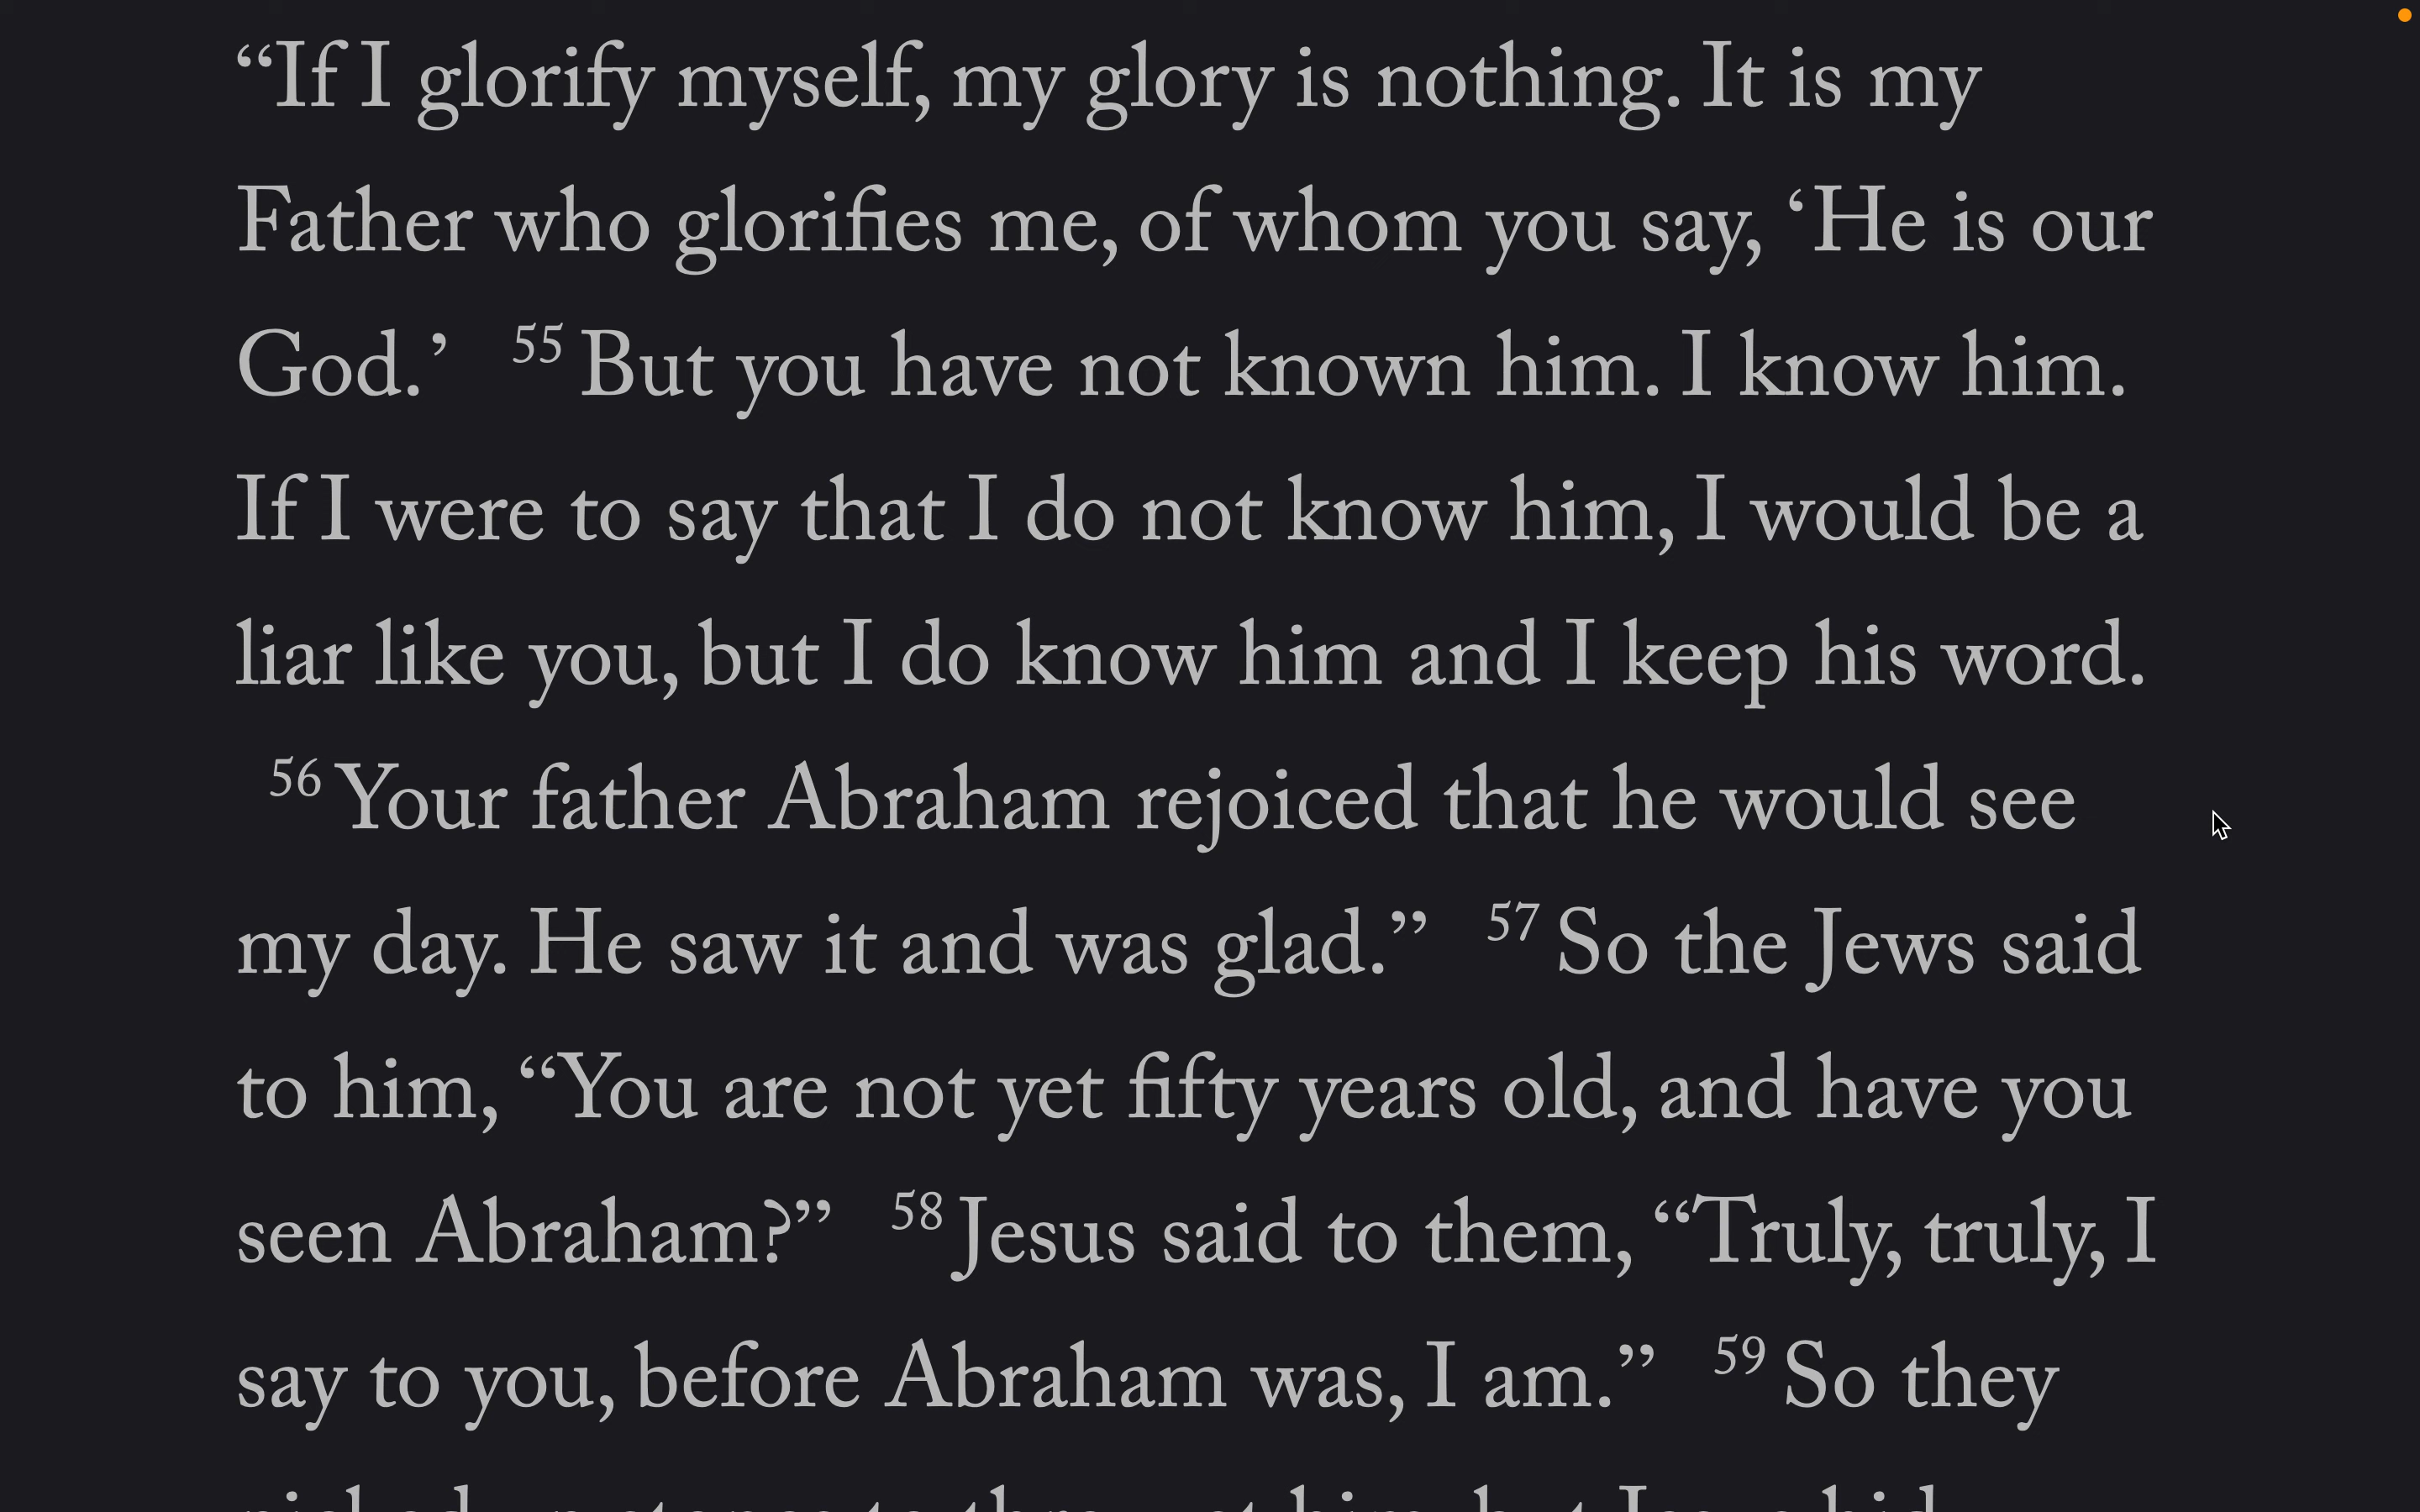 “If I glorify myself, my glory is nothing. It is my
Father who glorifies me, of whom you say, ‘He is our
God.’ 55 But you have not known him. I know him.
If I were to say that I do not know him, I would be a
liar like you, but I do know him and I keep his word.
56 Your father Abraham rejoiced that he would see
my day. He saw it and was glad.” 57 So the Jews said
to him, “You are not yet fifty years old, and have you
seen Abraham?” 58 Jesus said to them, “Truly, truly, I
say to you, before Abraham was, I am.” 59 So they